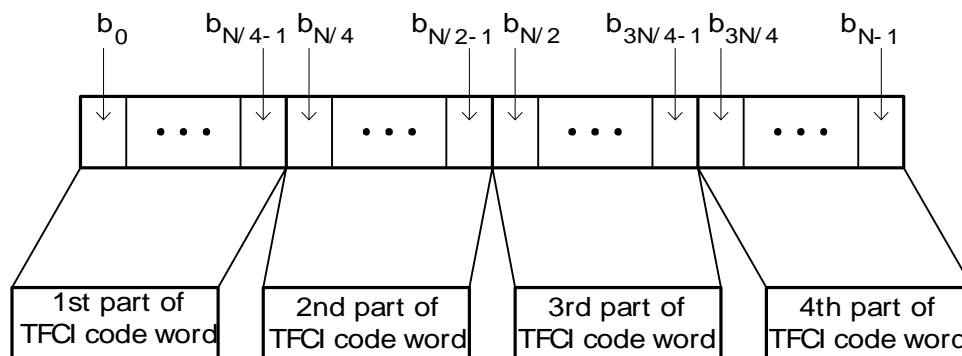 b0 bN/4-1 bN/4 bN/2-1 bN/2 b3N/4-1 b3N/4 bN-1
1st part of
TFCI code word
2nd part of
TFCI code word
3rd part of
TFCI code word
4th part of
TFCI code word